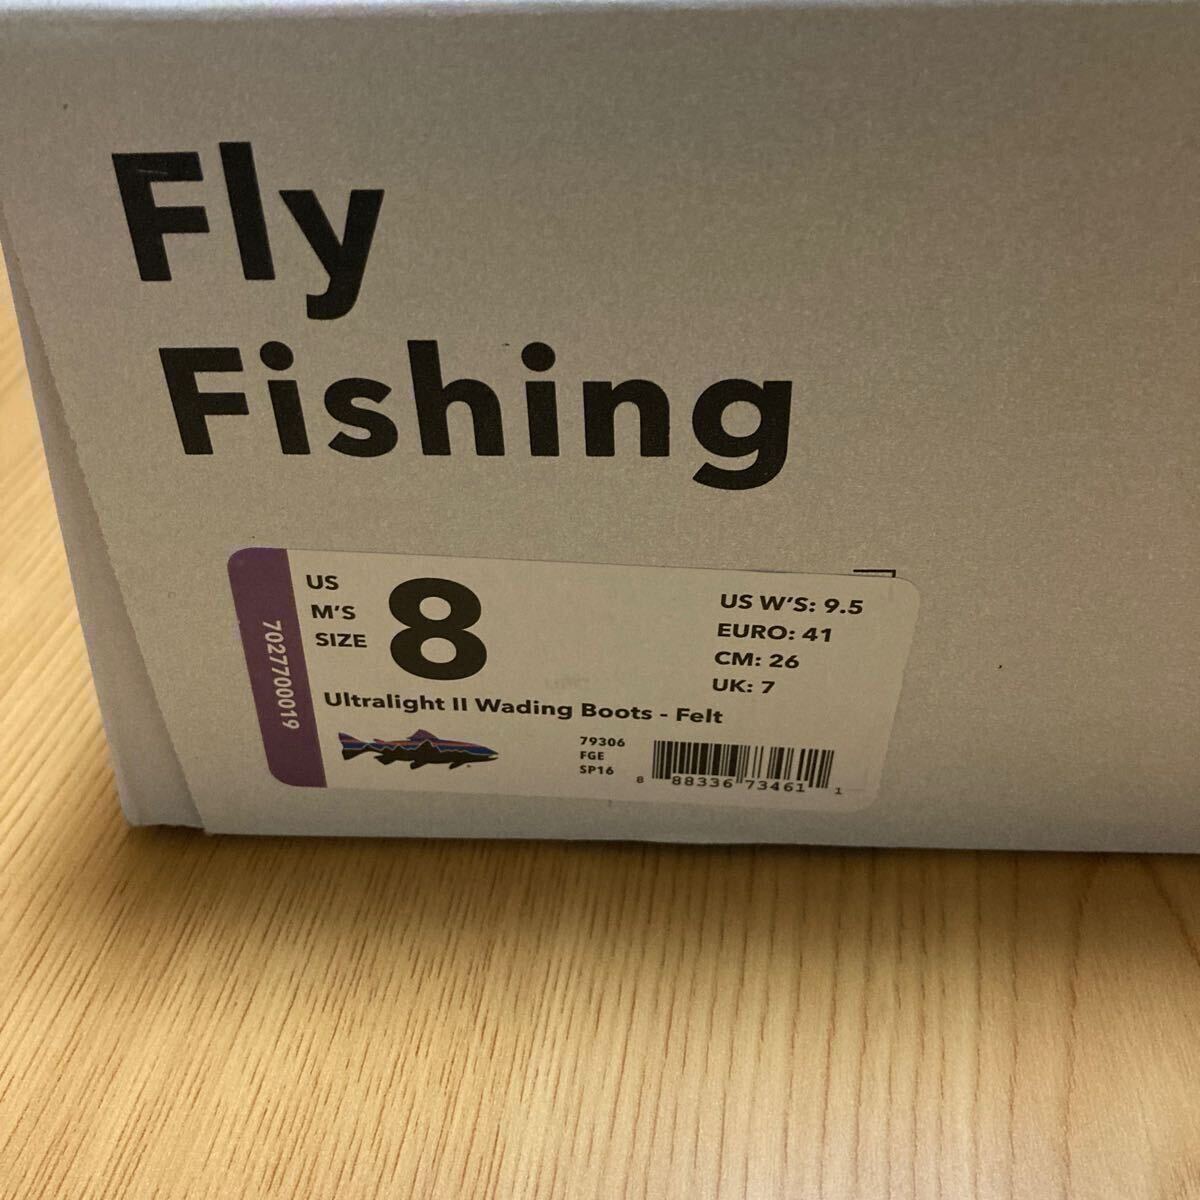 Fly
Fishing
7027700019
US
M'S
SIZE
8
US W'S: 9.5
EURO: 41
CM: 26
UK: 7
Ultralight II Wading Boots - Felt
79306
FGE
SP16
8 88336 73461 1